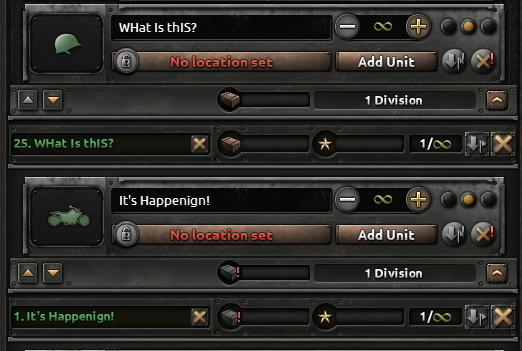 WHat Is thIS?
∞
No location set
Add Unit
1 Division
25. WHat Is thIS?
1/∞
It's Happenign!
∞
No location set
Add Unit
1 Division
1. It's Happenign!
1/∞